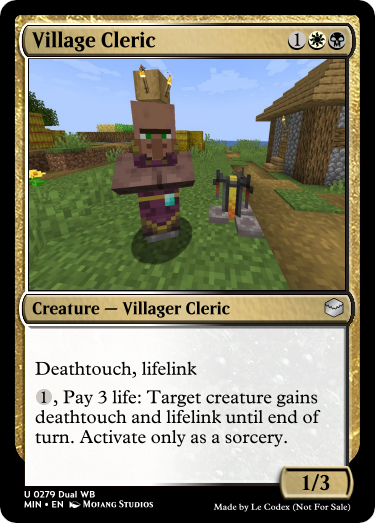 Village Cleric 1
Creature — Villager Cleric
Deathtouch, lifelink
1, Pay 3 life: Target creature gains
deathtouch and lifelink until end of
turn. Activate only as a sorcery.
1/3
U 0279 Dual WB
MIN • EN Mojang Studios
Made by Le Codex (Not For Sale)